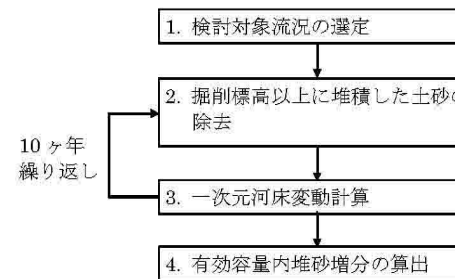 1. 検討対象流況の選定
2. 掘削標高以上に堆積した土砂の
除去
10 ヶ年
繰り返し
3. 一次元河床変動計算
4. 有効容量内堆砂増分の算出